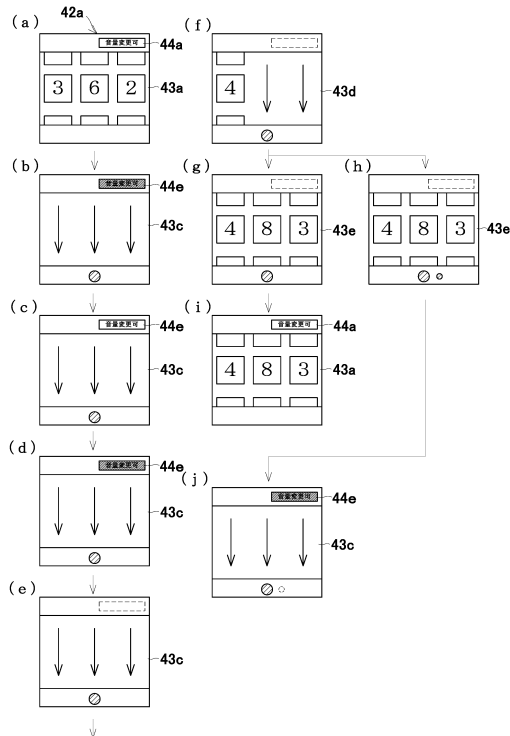 (a)
42a
音量変更可
44a
3 6 2
43a
(b)
音量変更可
44e
43c
(c)
音量変更可
44e
43c
(d)
音量変更可
44e
43c
(e)
43c
(f)
4
43d
(g)
4 8 3
43e
(h)
4 8 3
43e
(i)
音量変更可
44a
4 8 3
43a
(j)
音量変更可
44e
43c